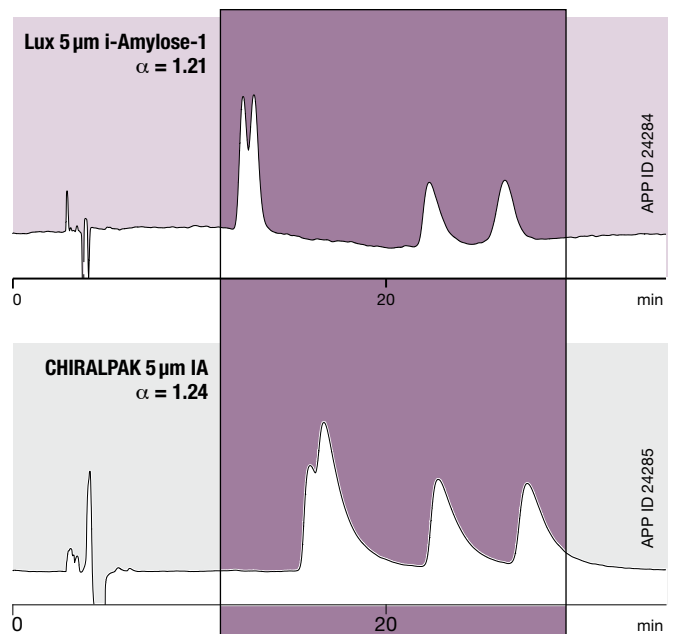 Lux 5 µm i-Amylose-1
α = 1.21
APP ID 24284
0
20
min
CHIRALPAK 5 µm IA
α = 1.24
APP ID 24285
0
20
min